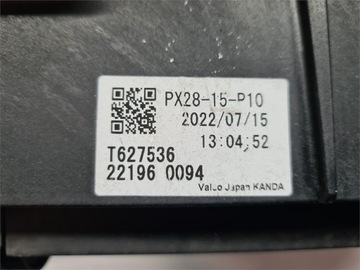 PX28-15-P10
2022/07/15
13:04:52
T627536
22196 0094
Valeo Japan KANDA